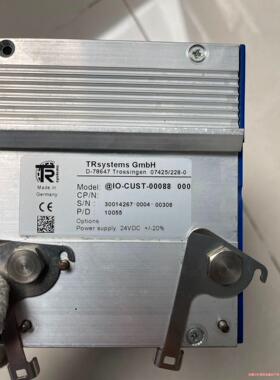 TRsystems GmbH
D-78647 Trossingen 07425/228-0
TR
systems
Made in
Germany
Model: @IO-CUST-00088 000
CP/N:
S/N : 30014267 0004 00308
P/D 10055
Options
Power supply 24VDC +/-20%